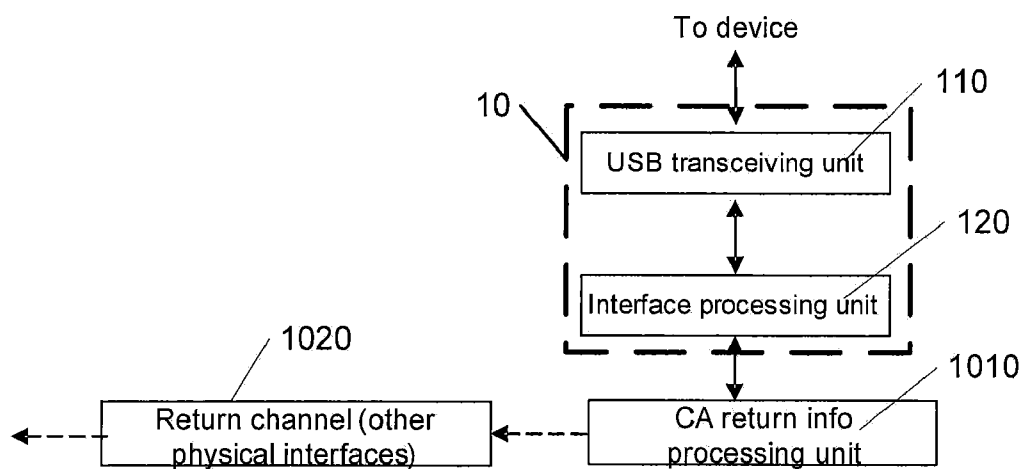 To device
110
10
USB transceiving unit
120
Interface processing unit
1020
1010
Return channel (other
physical interfaces)
CA return info
processing unit